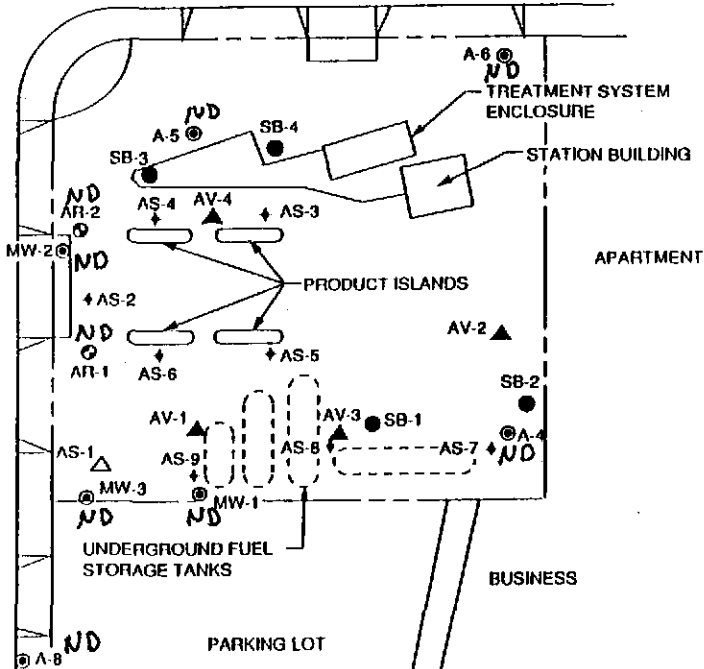 A-6
ND
TREATMENT SYSTEM
ENCLOSURE
ND
A-5
SB-4
STATION BUILDING
SB-3
ND
AR-2
AS-4
AV-4
AS-3
MW-2
ND
APARTMENT
PRODUCT ISLANDS
AS-2
ND
AV-2
AR-1
AS-6
AS-5
SB-2
AV-1
AV-3
SB-1
A-4
AS-1
AS-9
AS-8
AS-7
ND
MW-3
MW-1
ND
ND
UNDERGROUND FUEL
STORAGE TANKS
BUSINESS
ND
PARKING LOT
A-8